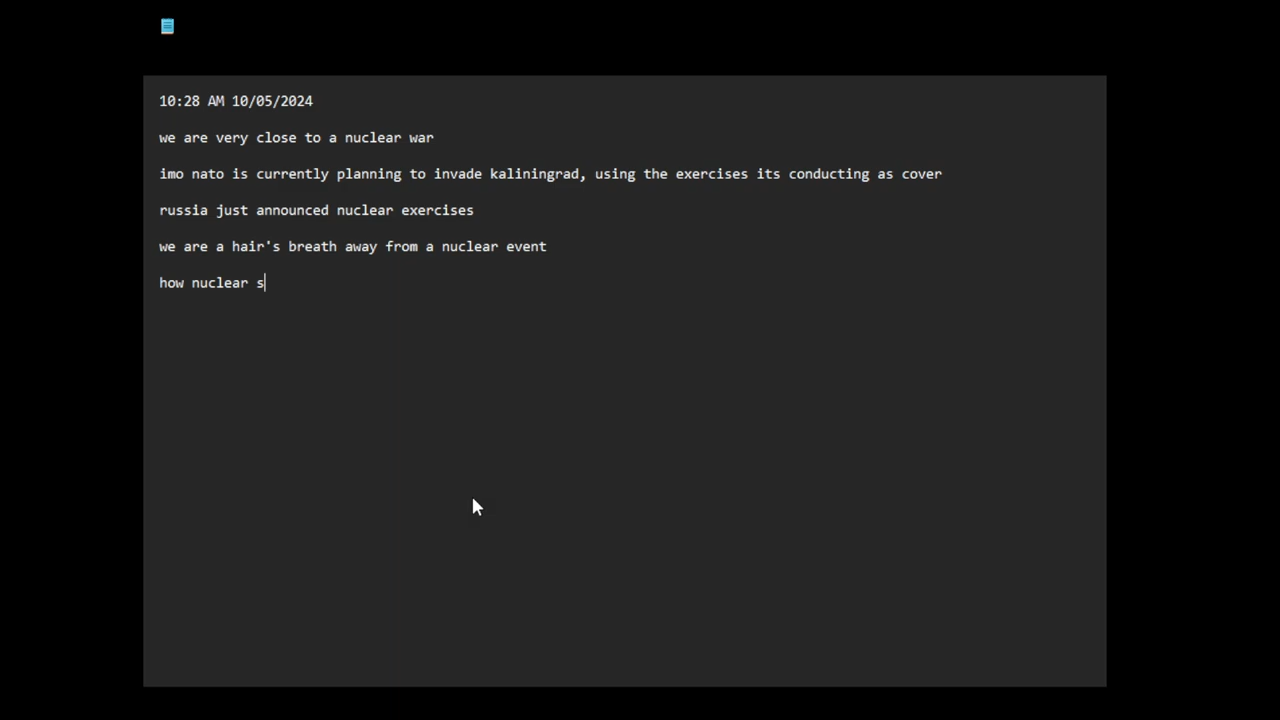 10:28 AM 10/05/2024
we are very close to a nuclear war
imo nato is currently planning to invade kaliningrad, using the exercises its conducting as cover
russia just announced nuclear exercises
we are a hair's breath away from a nuclear event
how nuclear s